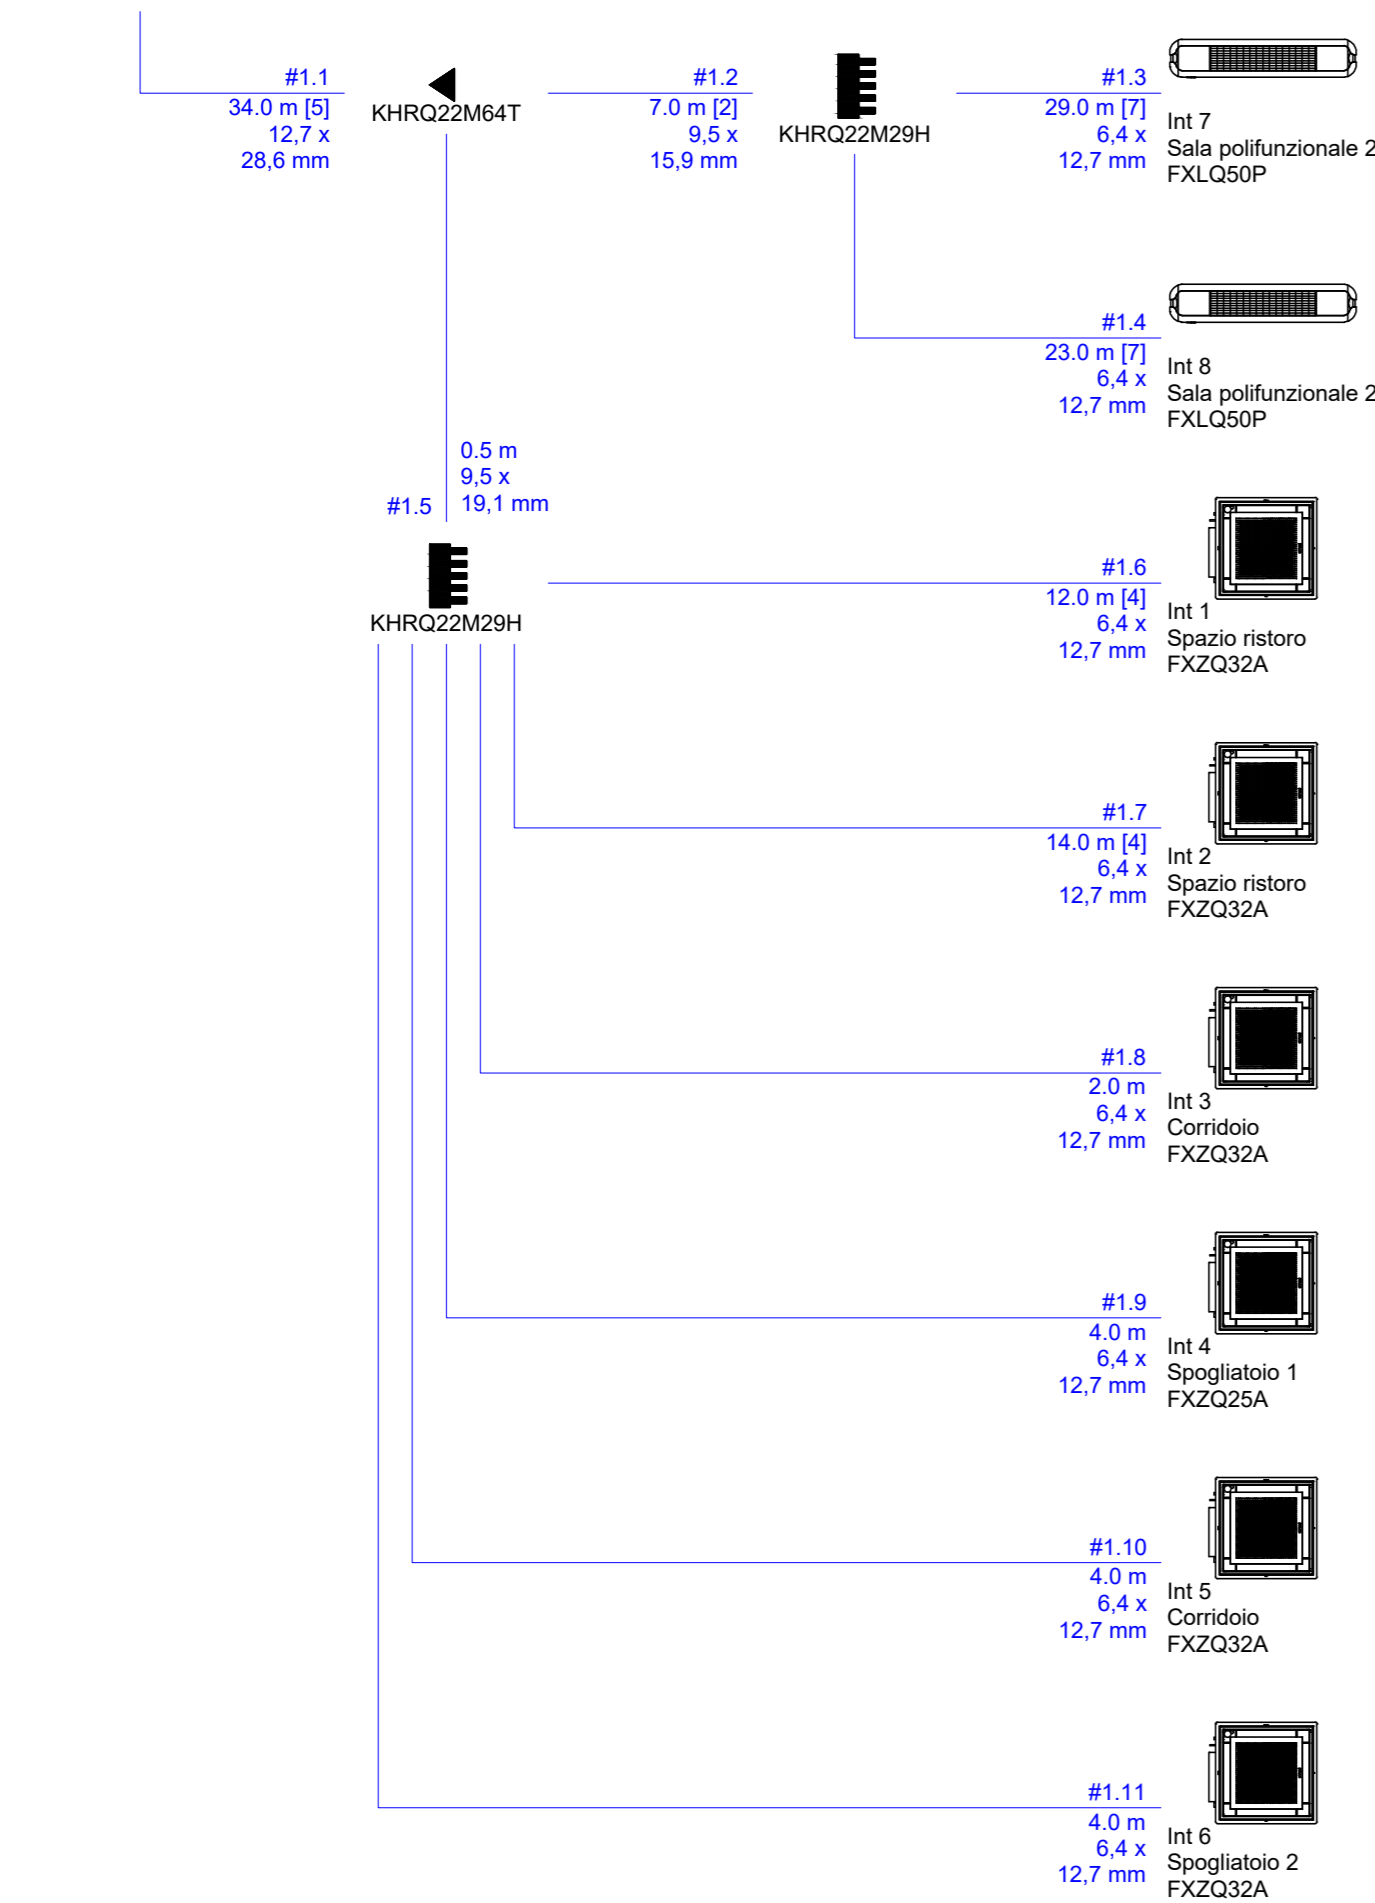 #1.1
34.0 m [5]
12,7 x
28,6 mm
KHRQ22M64T
#1.2
7.0 m [2]
9,5 x
15,9 mm
KHRQ22M29H
#1.3
29.0 m [7]
6,4 x
12,7 mm
Int 7
Sala polifunzionale 2
FXLQ50P
#1.4
23.0 m [7]
6,4 x
12,7 mm
Int 8
Sala polifunzionale 2
FXLQ50P
0.5 m
9,5 x
19,1 mm
#1.5
KHRQ22M29H
#1.6
12.0 m [4]
6,4 x
12,7 mm
Int 1
Spazio ristoro
FXZQ32A
#1.7
14.0 m [4]
6,4 x
12,7 mm
Int 2
Spazio ristoro
FXZQ32A
#1.8
2.0 m
6,4 x
12,7 mm
Int 3
Corridoio
FXZQ32A
#1.9
4.0 m
6,4 x
12,7 mm
Int 4
Spogliatoio 1
FXZQ25A
#1.10
4.0 m
6,4 x
12,7 mm
Int 5
Corridoio
FXZQ32A
#1.11
4.0 m
6,4 x
12,7 mm
Int 6
Spogliatoio 2
FXZQ32A